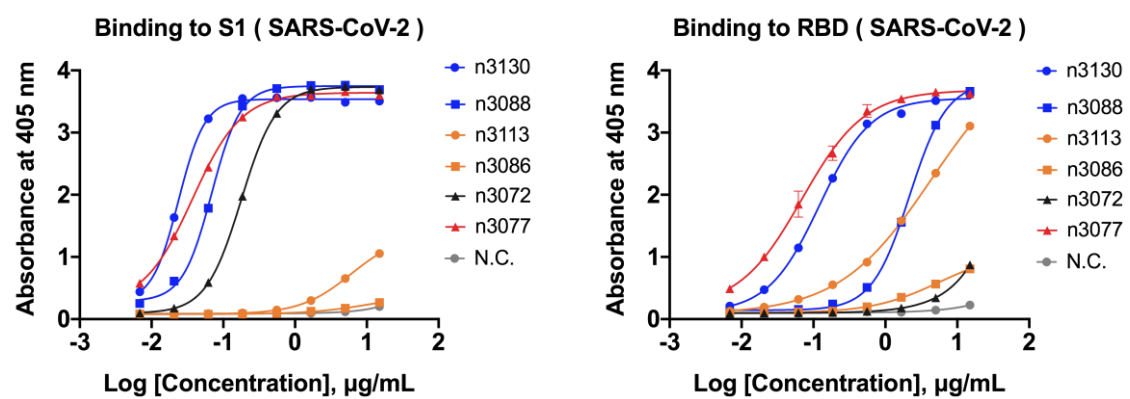 Binding to S1 ( SARS-CoV-2 )
Absorbance at 405 nm
4
3
2
1
0
-3 -2 -1 0 1 2
Log [Concentration], µg/mL
n3130
n3088
n3113
n3086
n3072
n3077
N.C.
Binding to RBD ( SARS-CoV-2 )
Absorbance at 405 nm
4
3
2
1
0
-3 -2 -1 0 1 2
Log [Concentration], µg/mL
n3130
n3088
n3113
n3086
n3072
n3077
N.C.